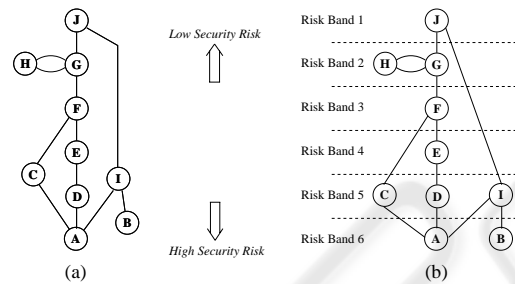 J
H
G
F
E
C
I
D
B
A
(a)
Low Security Risk
High Security Risk
Risk Band 1
J
Risk Band 2
H
G
Risk Band 3
F
Risk Band 4
E
Risk Band 5
C
D
I
Risk Band 6
A
B
(b)